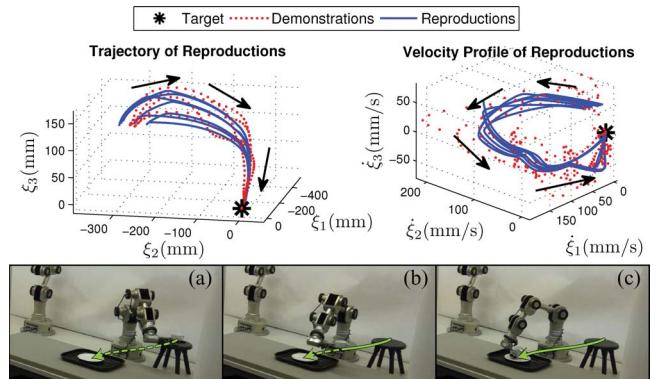 Target Demonstrations Reproductions
Trajectory of Reproductions
Velocity Profile of Reproductions
ξ3(mm)
150
100
50
0
−300
−200
−100
0
ξ2(mm)
−400
−200
0
ξ1(mm)
ξ̇3(mm/s)
50
0
−50
200
100
0
ξ̇2(mm/s)
150
100
50
0
ξ̇1(mm/s)
(a) (b) (c)